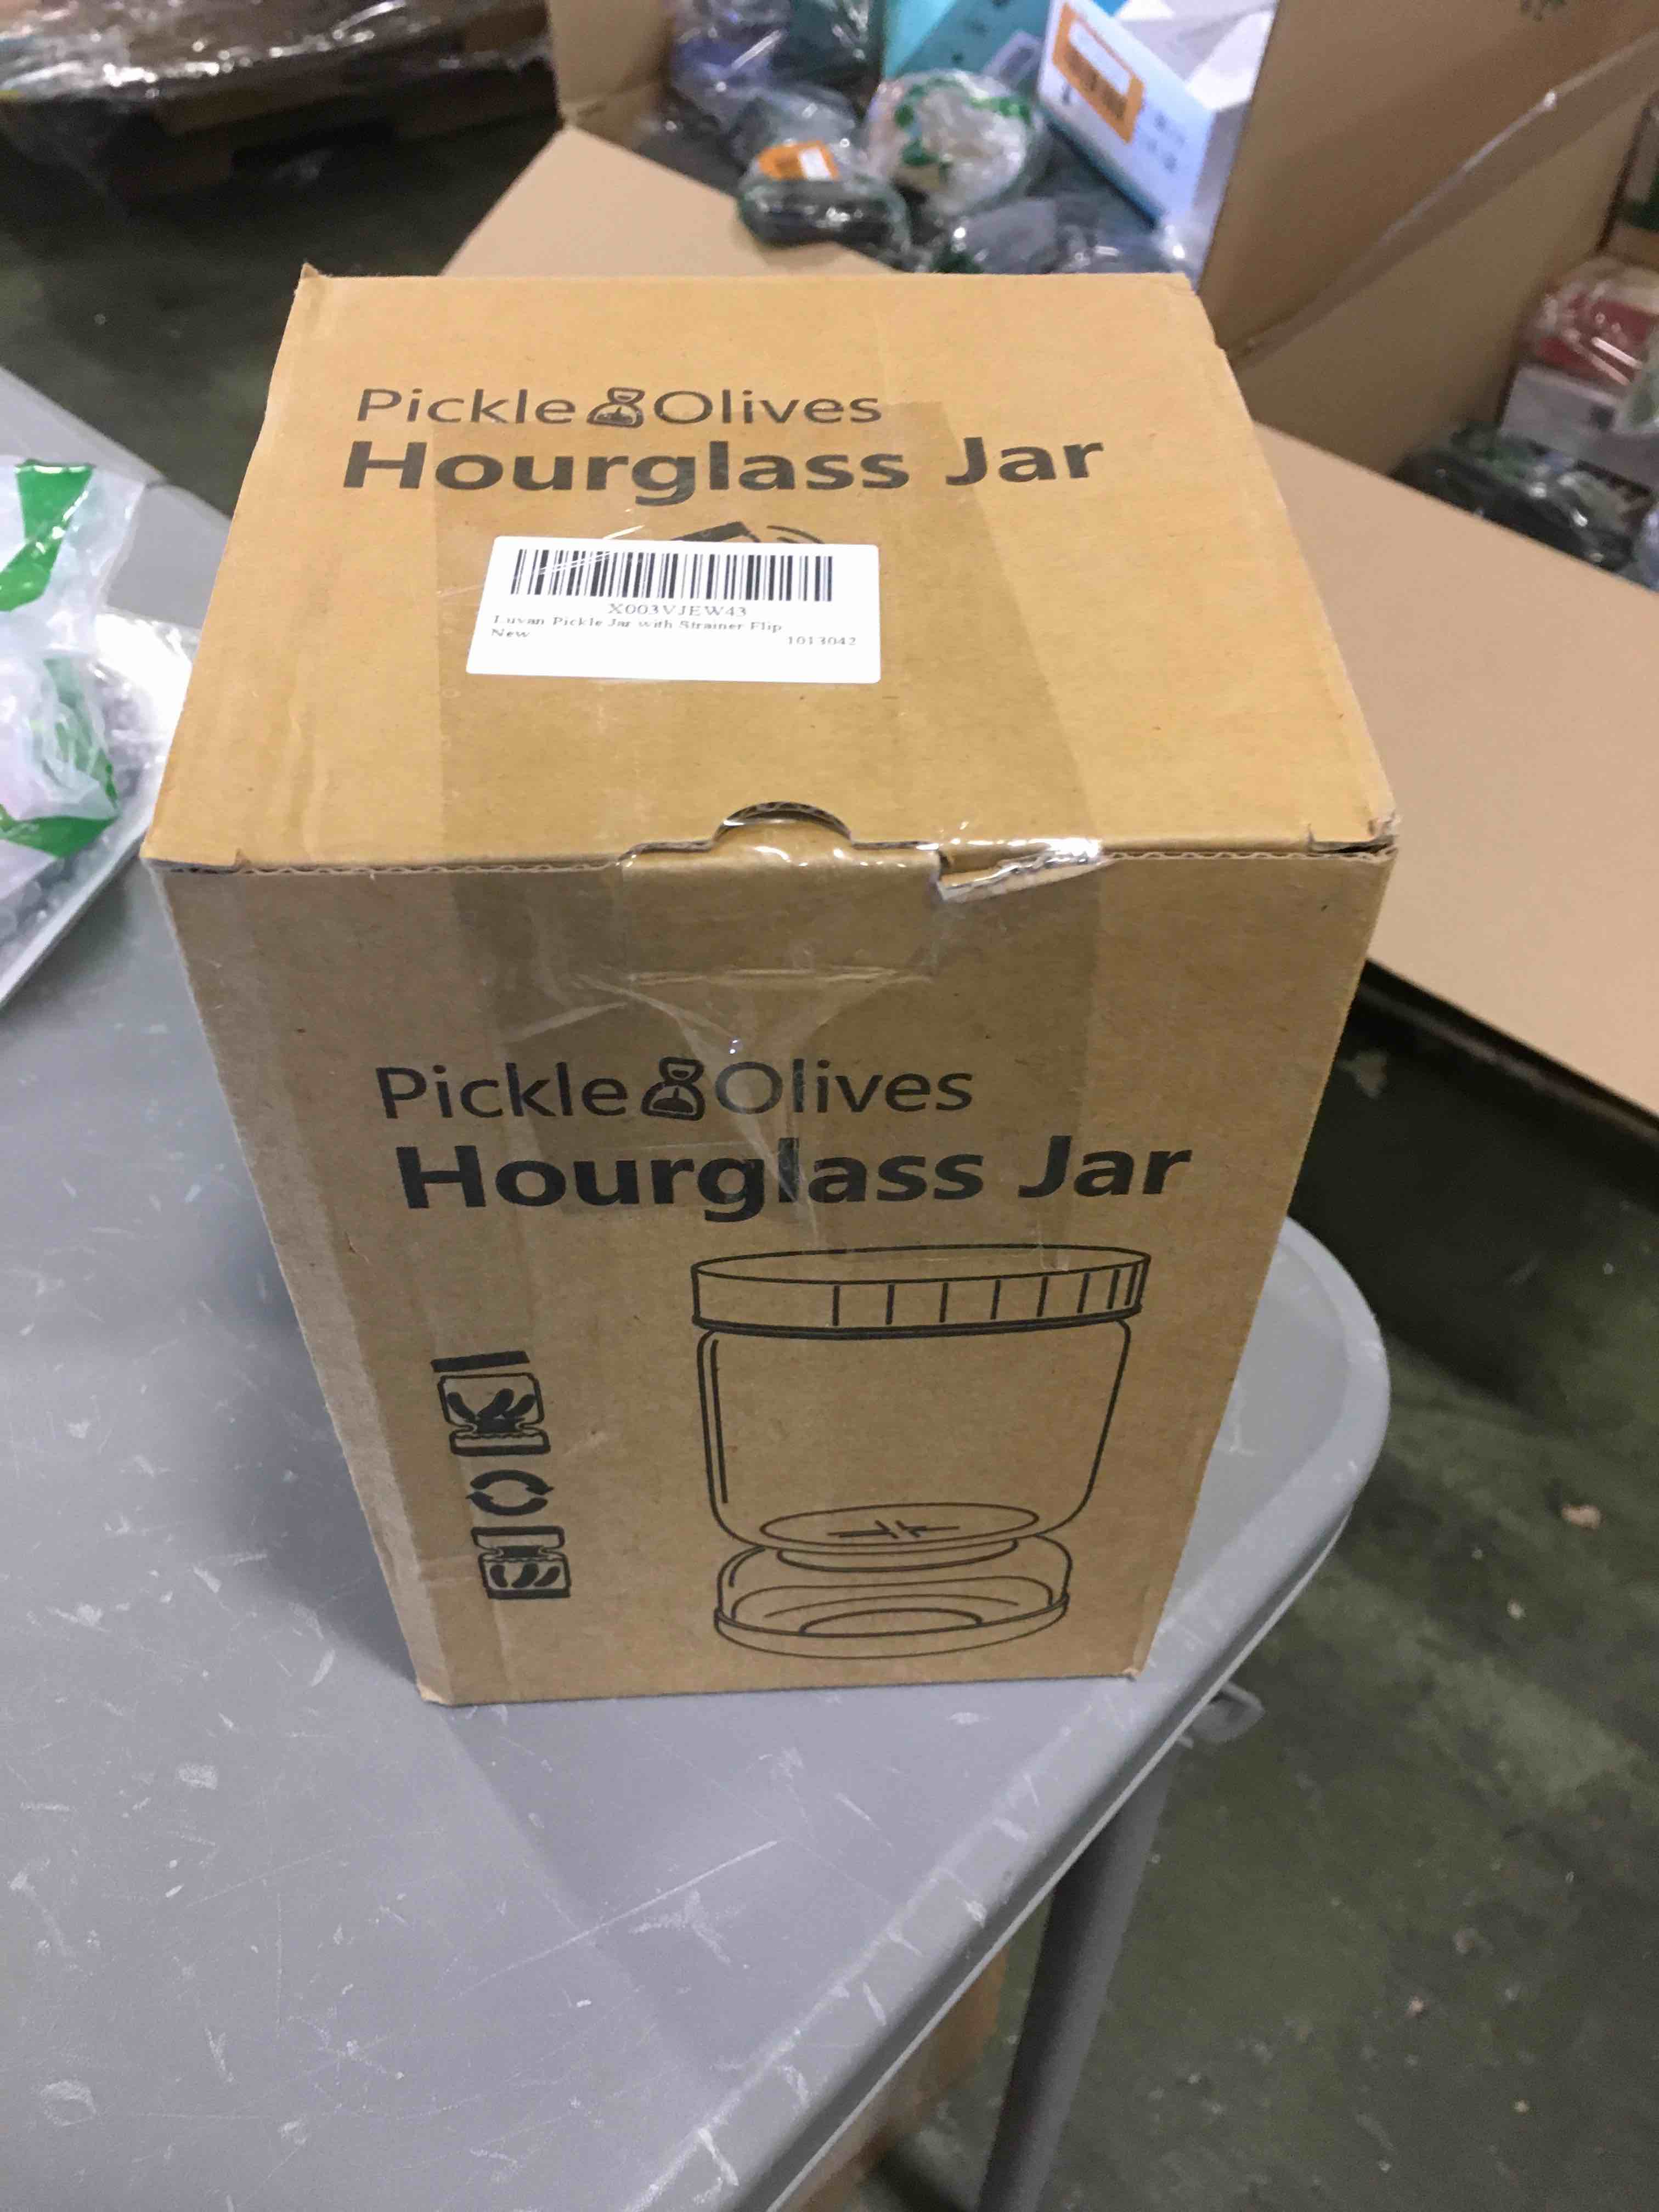 Pickle & Olives
Hourglass Jar
X003VJEW43
Luvan Pickle Jar with Strainer Flip
New
1013042
Pickle & Olives
Hourglass Jar